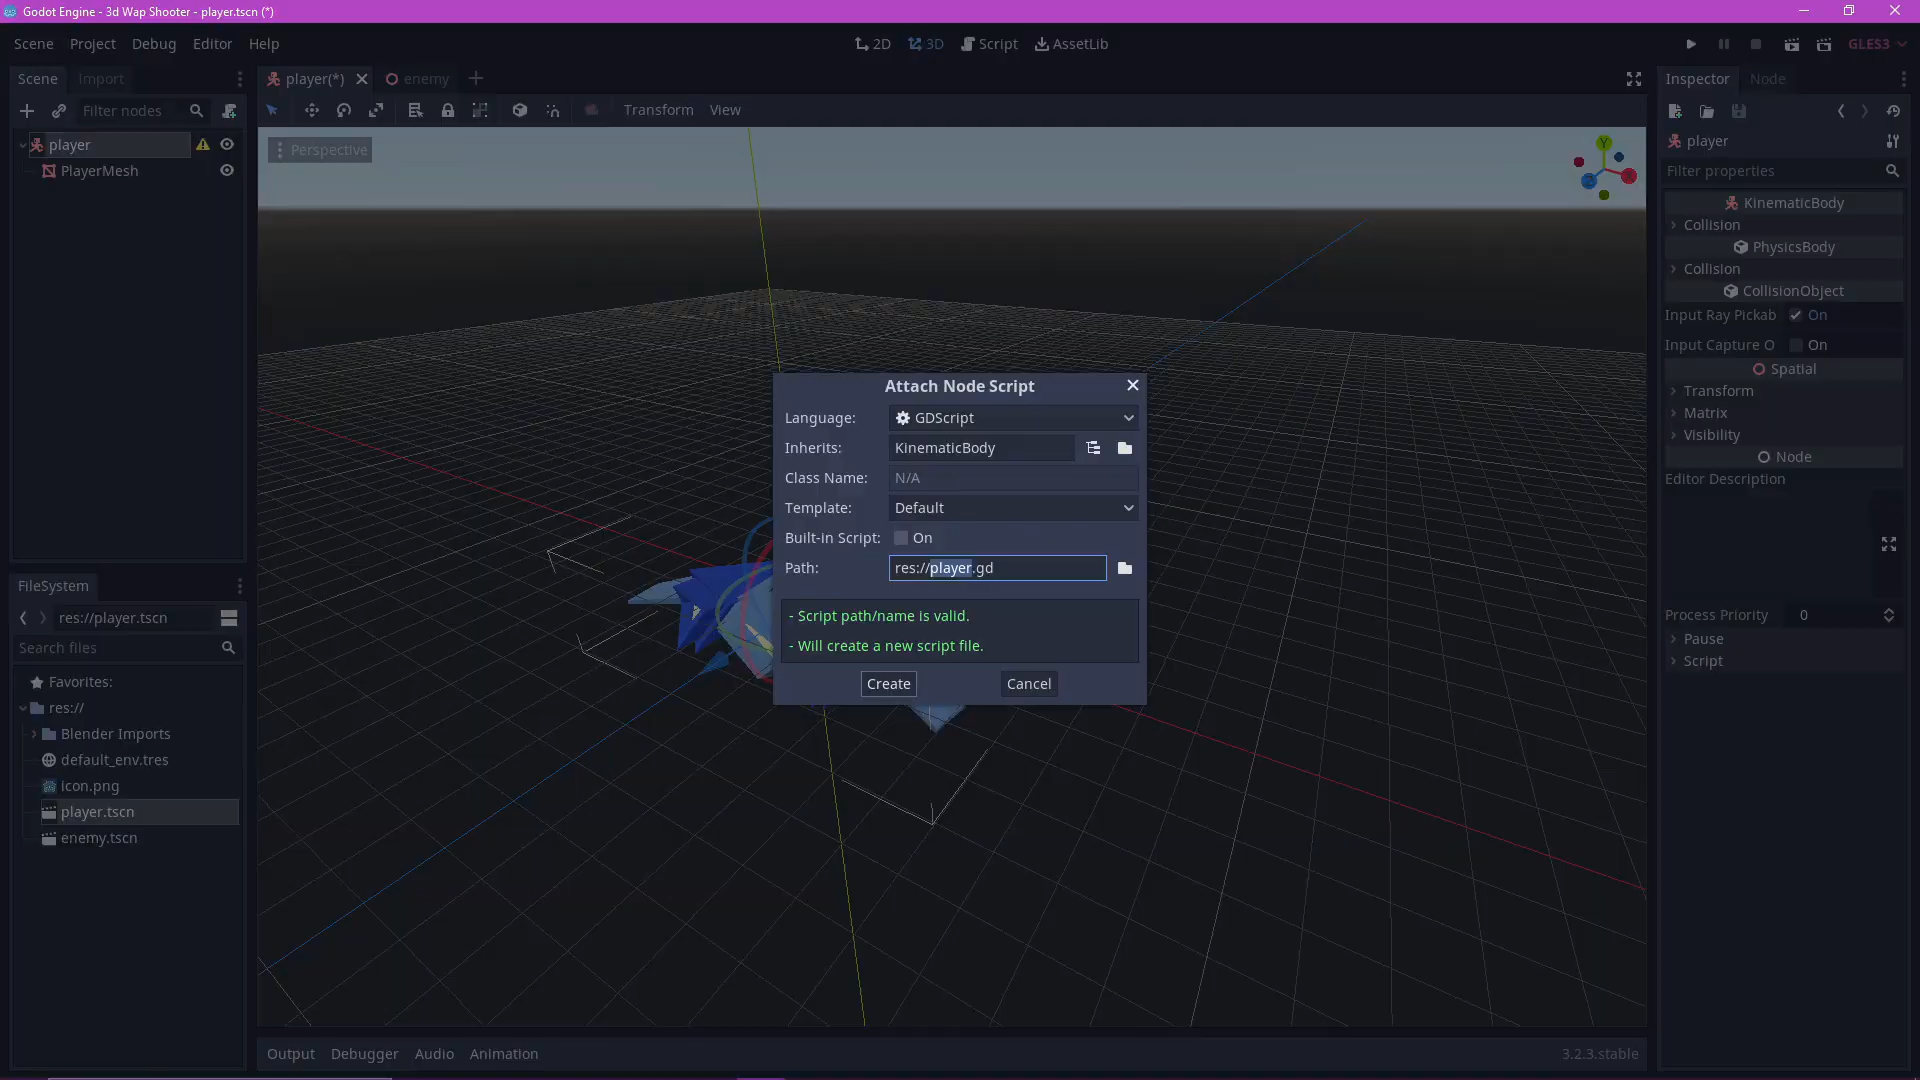 Godot Engine - 3d Wap Shooter - player.tscn (*)
Scene Project Debug Editor Help
2D 3D Script AssetLib
GLES3
Scene Import
player(*) enemy
Inspector Node
Filter nodes
Transform View
player
PlayerMesh
Perspective
Y
X
Z
player
Filter properties
KinematicBody
Collision
PhysicsBody
Collision
CollisionObject
Input Ray Pickab On
Input Capture O On
Spatial
Transform
Matrix
Visibility
Node
Editor Description
Process Priority 0
Pause
Script
Attach Node Script
Language: GDScript
Inherits: KinematicBody
Class Name: N/A
Template: Default
Built-in Script: On
Path: res://player.gd
- Script path/name is valid.
- Will create a new script file.
Create Cancel
FileSystem
res://player.tscn
Search files
Favorites:
res://
Blender Imports
default_env.tres
icon.png
player.tscn
enemy.tscn
Output Debugger Audio Animation
3.2.3.stable